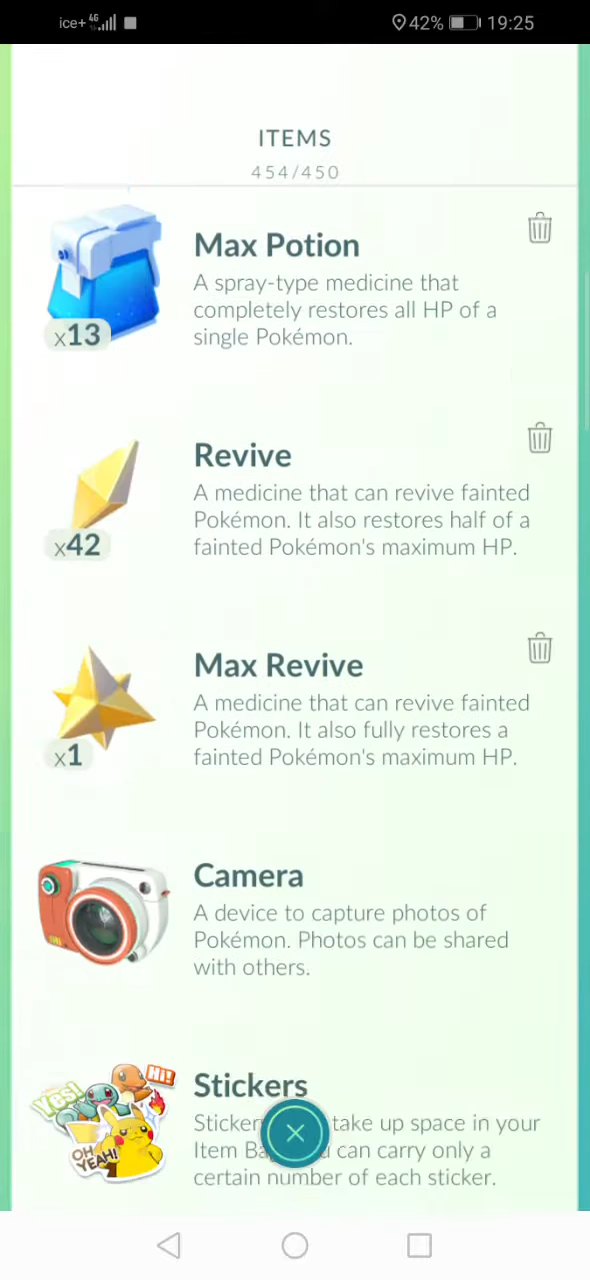 ice+ 4G 42% 19:25
ITEMS
454/450
Max Potion
A spray-type medicine that
completely restores all HP of a
single Pokémon.
x13
Revive
A medicine that can revive fainted
Pokémon. It also restores half of a
fainted Pokémon's maximum HP.
x42
Max Revive
A medicine that can revive fainted
Pokémon. It also fully restores a
fainted Pokémon's maximum HP.
x1
Camera
A device to capture photos of
Pokémon. Photos can be shared
with others.
Yes!
Hi!
OH
YEAH!
Stickers
take up space in your
Item can carry only a
certain number of each sticker.